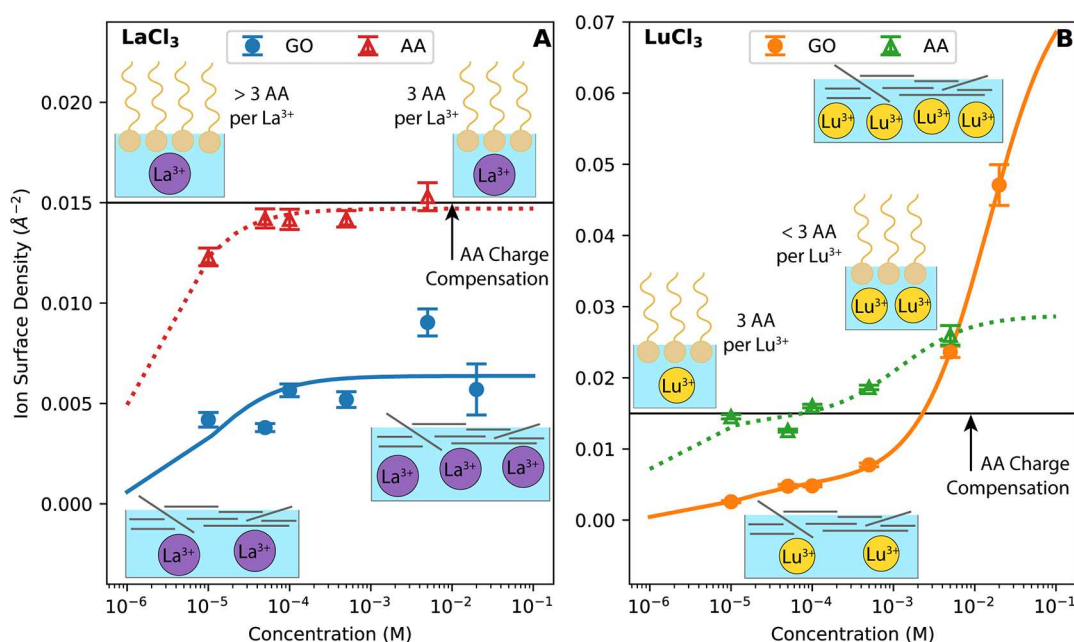 LaCl₃
GO
AA
A
> 3 AA
per La³⁺
3 AA
per La³⁺
La³⁺
La³⁺
AA Charge
Compensation
La³⁺
La³⁺
La³⁺
La³⁺
La³⁺
0.020
0.015
0.010
0.005
0.000
Ion Surface Density (Å⁻²)
10⁻⁶
10⁻⁵
10⁻⁴
10⁻³
10⁻²
10⁻¹
Concentration (M)
LuCl₃
GO
AA
B
Lu³⁺
Lu³⁺
Lu³⁺
Lu³⁺
< 3 AA
per Lu³⁺
Lu³⁺
Lu³⁺
3 AA
per Lu³⁺
Lu³⁺
AA Charge
Compensation
Lu³⁺
Lu³⁺
0.07
0.06
0.05
0.04
0.03
0.02
0.01
0.00
10⁻⁶
10⁻⁵
10⁻⁴
10⁻³
10⁻²
10⁻¹
Concentration (M)